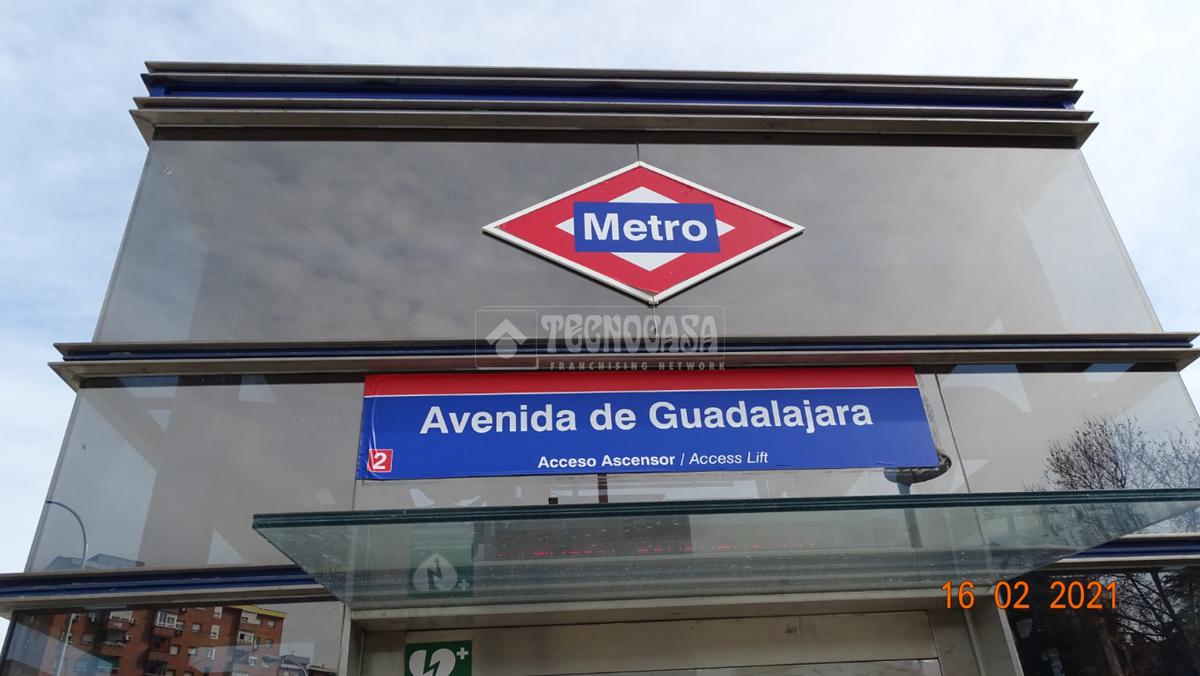 Metro
TECNOCASA
FRANCHISING NETWORK
Avenida de Guadalajara
2
Acceso Ascensor / Access Lift
16 02 2021